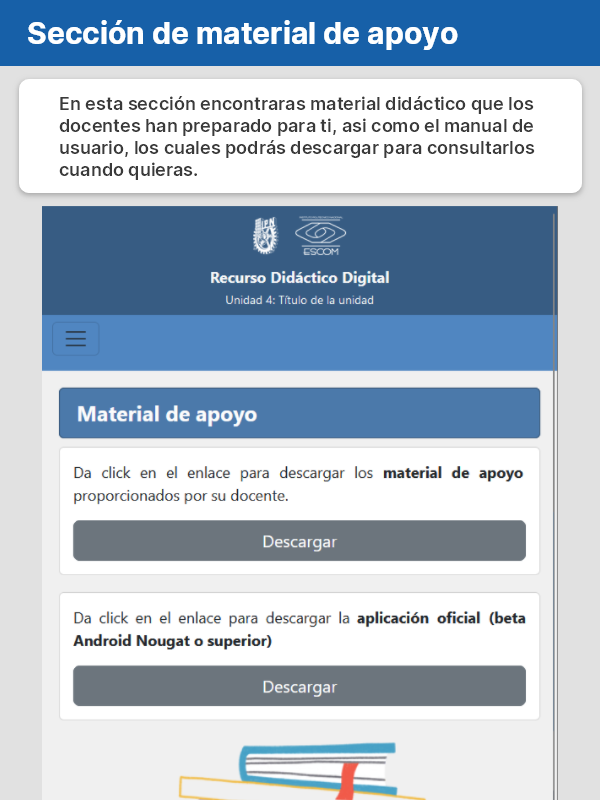 Sección de material de apoyo
En esta sección encontraras material didáctico que los
docentes han preparado para ti, asi como el manual de
usuario, los cuales podrás descargar para consultarlos
cuando quieras.
IPN
ESCOM
Recurso Didáctico Digital
Unidad 4: Título de la unidad
Material de apoyo
Da click en el enlace para descargar los material de apoyo
proporcionados por su docente.
Descargar
Da click en el enlace para descargar la aplicación oficial (beta
Android Nougat o superior)
Descargar